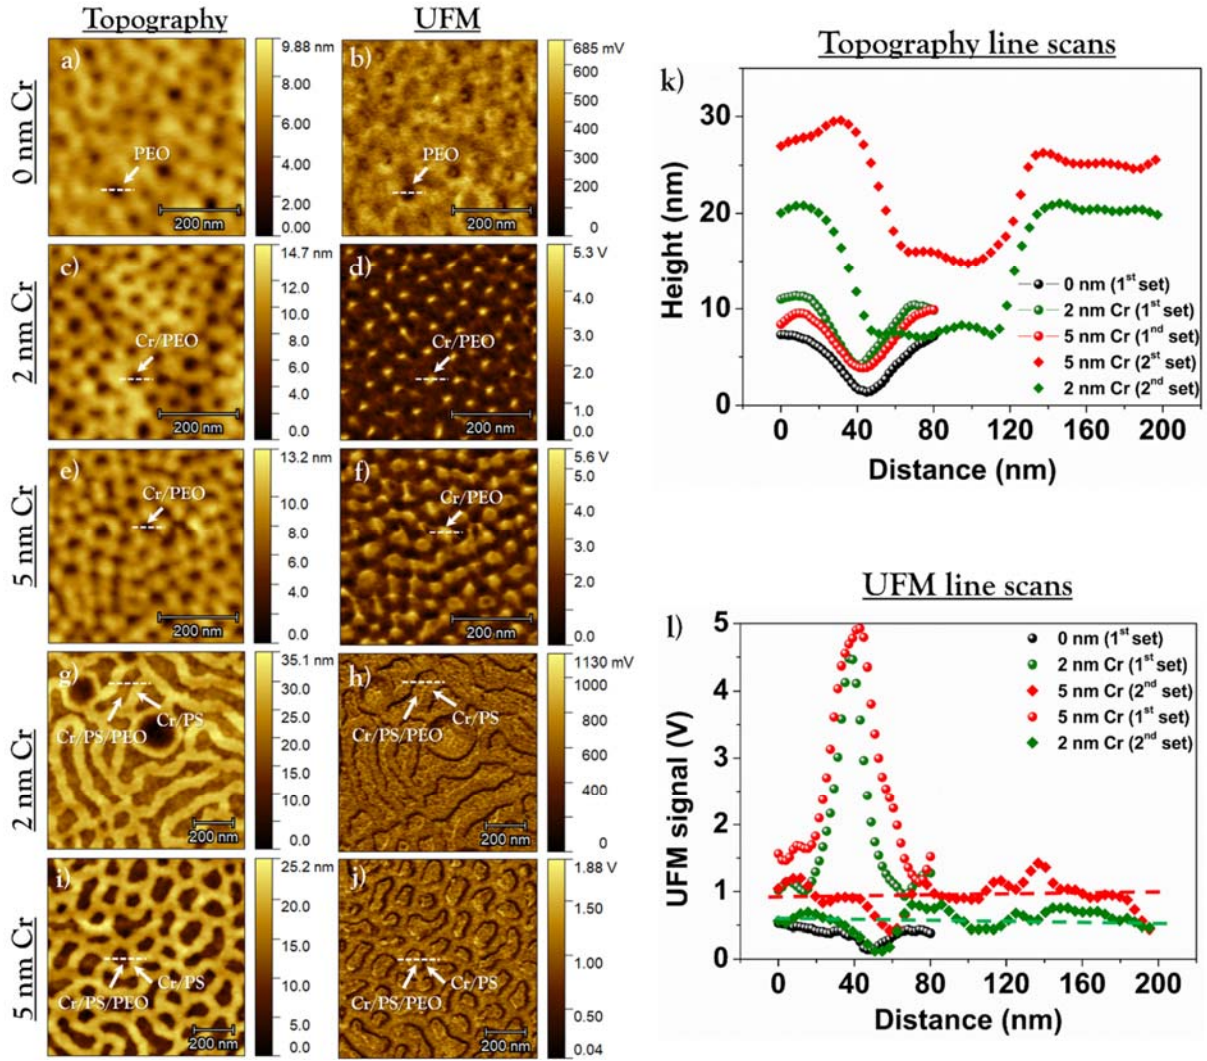 Topography
UFM
0 nm Cr
a)
PEO
200 nm
9.88 nm
8.00
6.00
4.00
2.00
0.00
b)
PEO
200 nm
685 mV
600
500
400
300
200
0
2 nm Cr
c)
Cr/PEO
200 nm
14.7 nm
12.0
10.0
8.0
6.0
4.0
0.0
d)
Cr/PEO
200 nm
5.3 V
4.0
3.0
2.0
1.0
0.0
5 nm Cr
e)
Cr/PEO
200 nm
13.2 nm
10.0
8.0
6.0
4.0
0.0
f)
Cr/PEO
200 nm
5.6 V
5.0
4.0
3.0
2.0
0.0
2 nm Cr
g)
Cr/PS
Cr/PS/PEO
200 nm
35.1 nm
30.0
25.0
20.0
15.0
10.0
0.0
h)
Cr/PS
Cr/PS/PEO
200 nm
1130 mV
1000
800
600
400
0
5 nm Cr
i)
Cr/PS
Cr/PS/PEO
200 nm
25.2 nm
20.0
15.0
10.0
5.0
0.0
j)
Cr/PS
Cr/PS/PEO
200 nm
1.88 V
1.50
1.00
0.50
0.04
Topography line scans
k)
Height (nm)
30
20
10
0
0 nm (1st set)
2 nm Cr (1st set)
5 nm Cr (1nd set)
5 nm Cr (2st set)
2 nm Cr (2nd set)
0 40 80 120 160 200
Distance (nm)
UFM line scans
l)
UFM signal (V)
5
4
3
2
1
0
0 nm (1st set)
2 nm Cr (1st set)
5 nm Cr (2nd set)
5 nm Cr (1st set)
2 nm Cr (2nd set)
0 40 80 120 160 200
Distance (nm)